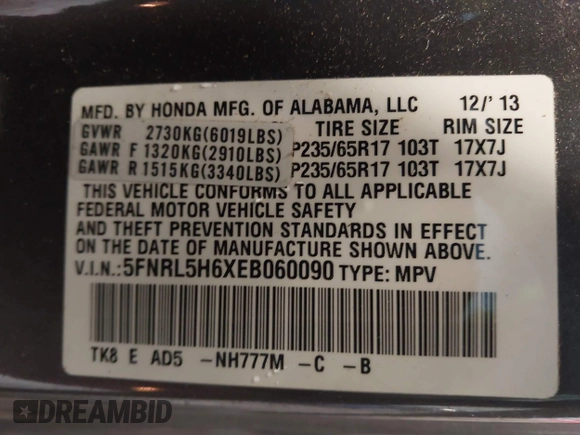 MFD. BY HONDA MFG. OF ALABAMA, LLC 12/' 13
GVWR 2730KG(6019LBS) TIRE SIZE RIM SIZE
GAWR F 1320KG(2910LBS) P235/65R17 103T 17X7J
GAWR R 1515KG(3340LBS) P235/65R17 103T 17X7J
THIS VEHICLE CONFORMS TO ALL APPLICABLE
FEDERAL MOTOR VEHICLE SAFETY
AND THEFT PREVENTION STANDARDS IN EFFECT
ON THE DATE OF MANUFACTURE SHOWN ABOVE.
V.I.N.:5FNRL5H6XEB060090 TYPE: MPV
TK8 E AD5 -NH777M -C -B
DREAMBID